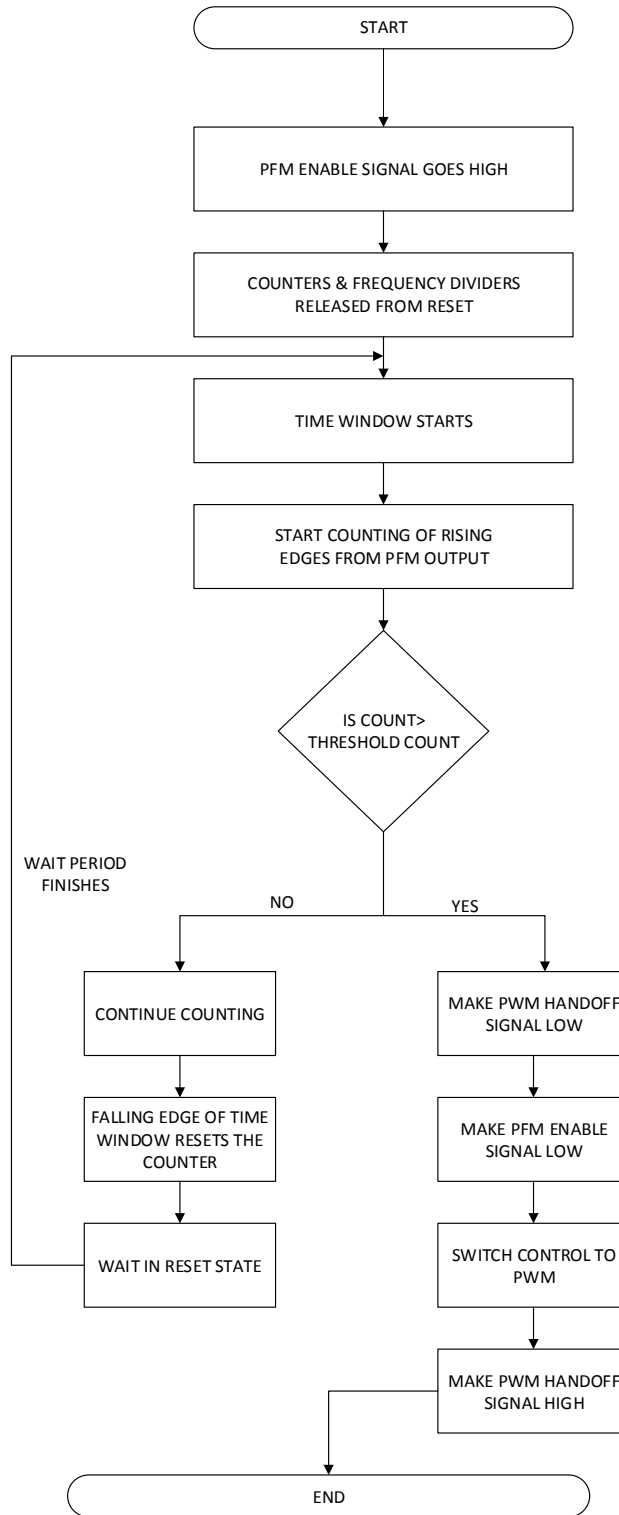 START
PFM ENABLE SIGNAL GOES HIGH
COUNTERS & FREQUENCY DIVIDERS
RELEASED FROM RESET
TIME WINDOW STARTS
START COUNTING OF RISING
EDGES FROM PFM OUTPUT
IS COUNT>
THRESHOLD COUNT
WAIT PERIOD
FINISHES
NO
YES
CONTINUE COUNTING
FALLING EDGE OF TIME
WINDOW RESETS THE
COUNTER
WAIT IN RESET STATE
MAKE PWM HANDOFF
SIGNAL LOW
MAKE PFM ENABLE
SIGNAL LOW
SWITCH CONTROL TO
PWM
MAKE PWM HANDOFF
SIGNAL HIGH
END